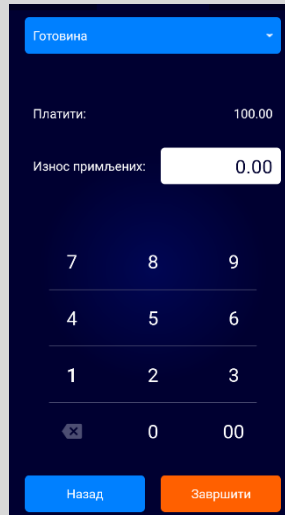 Готовина
Платити: 100.00
Износ примљених: 0.00
7 8 9
4 5 6
1 2 3
0 00
Назад Завршити